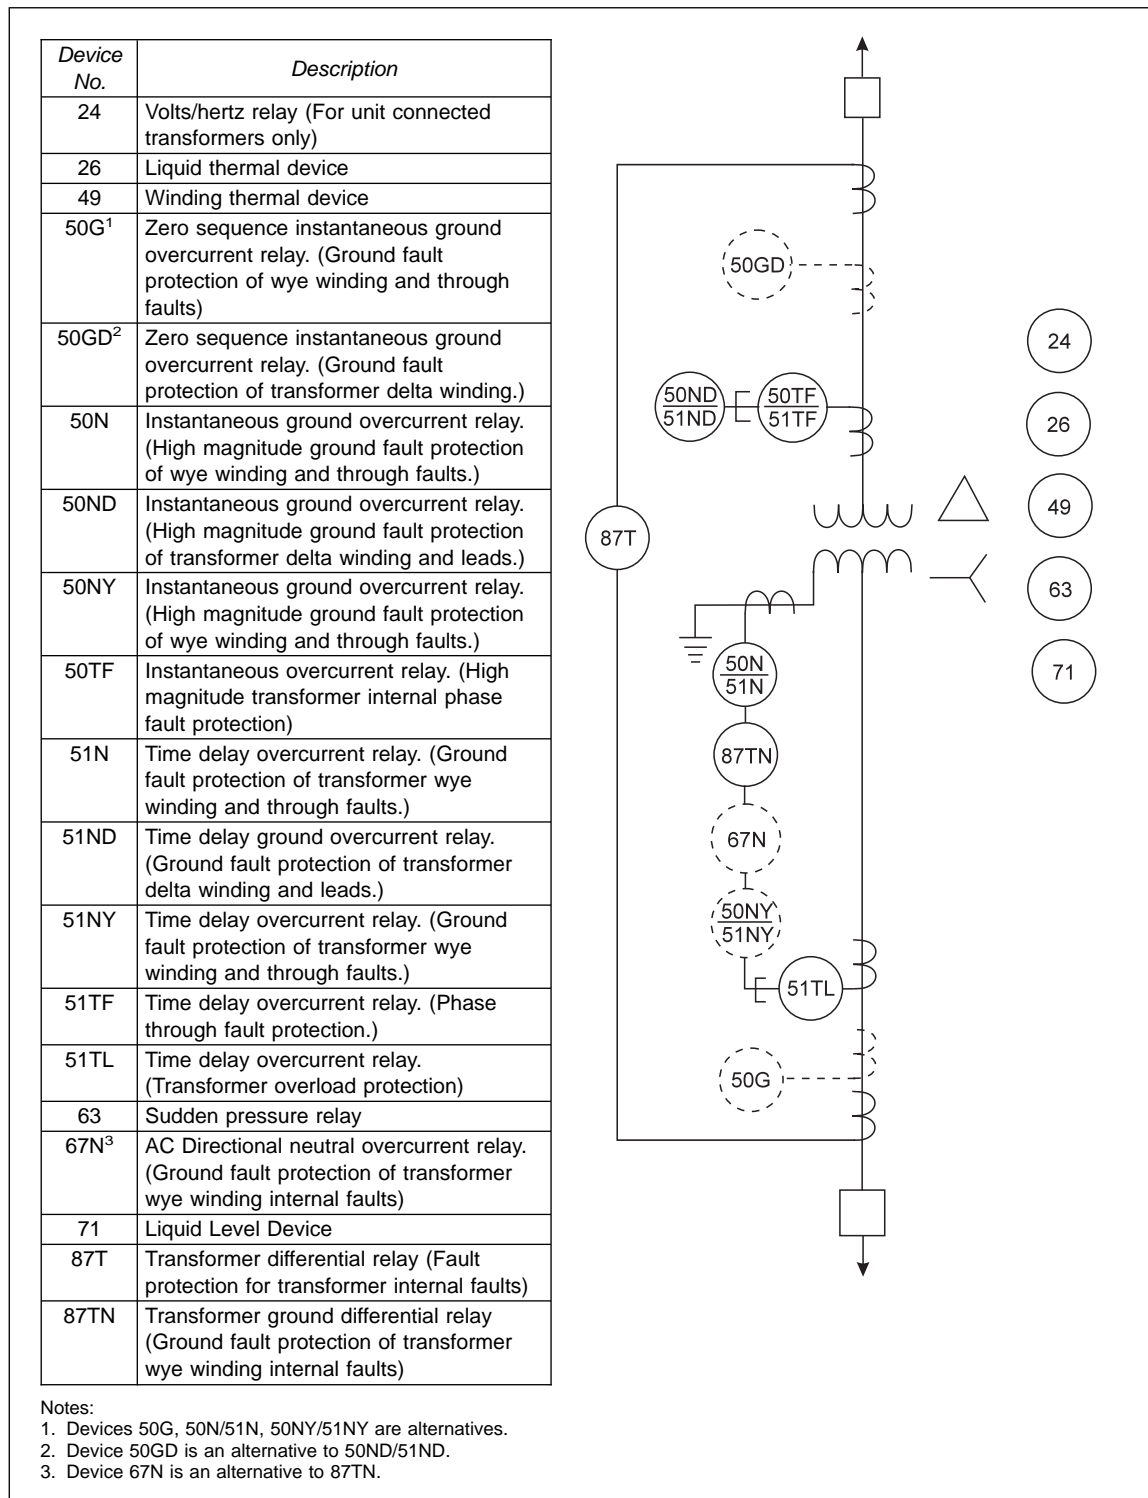 Device
No.
Description
24
Volts/hertz relay (For unit connected
transformers only)
26
Liquid thermal device
49
Winding thermal device
50G1
Zero sequence instantaneous ground
overcurrent relay. (Ground fault
protection of wye winding and through
faults)
50GD2
Zero sequence instantaneous ground
overcurrent relay. (Ground fault
protection of transformer delta winding.)
50N
Instantaneous ground overcurrent relay.
(High magnitude ground fault protection
of wye winding and through faults.)
50ND
Instantaneous ground overcurrent relay.
(High magnitude ground fault protection
of transformer delta winding and leads.)
50NY
Instantaneous ground overcurrent relay.
(High magnitude ground fault protection
of wye winding and through faults.)
50TF
Instantaneous overcurrent relay. (High
magnitude transformer internal phase
fault protection)
51N
Time delay overcurrent relay. (Ground
fault protection of transformer wye
winding and through faults.)
51ND
Time delay ground overcurrent relay.
(Ground fault protection of transformer
delta winding and leads.)
51NY
Time delay overcurrent relay. (Ground
fault protection of transformer wye
winding and through faults.)
51TF
Time delay overcurrent relay. (Phase
through fault protection.)
51TL
Time delay overcurrent relay.
(Transformer overload protection)
63
Sudden pressure relay
67N3
AC Directional neutral overcurrent relay.
(Ground fault protection of transformer
wye winding internal faults)
71
Liquid Level Device
87T
Transformer differential relay (Fault
protection for transformer internal faults)
87TN
Transformer ground differential relay
(Ground fault protection of transformer
wye winding internal faults)
Notes:
1. Devices 50G, 50N/51N, 50NY/51NY are alternatives.
2. Device 50GD is an alternative to 50ND/51ND.
3. Device 67N is an alternative to 87TN.
50GD
50ND
51ND
50TF
51TF
87T
50N
51N
87TN
67N
50NY
51NY
51TL
50G
24
26
49
63
71